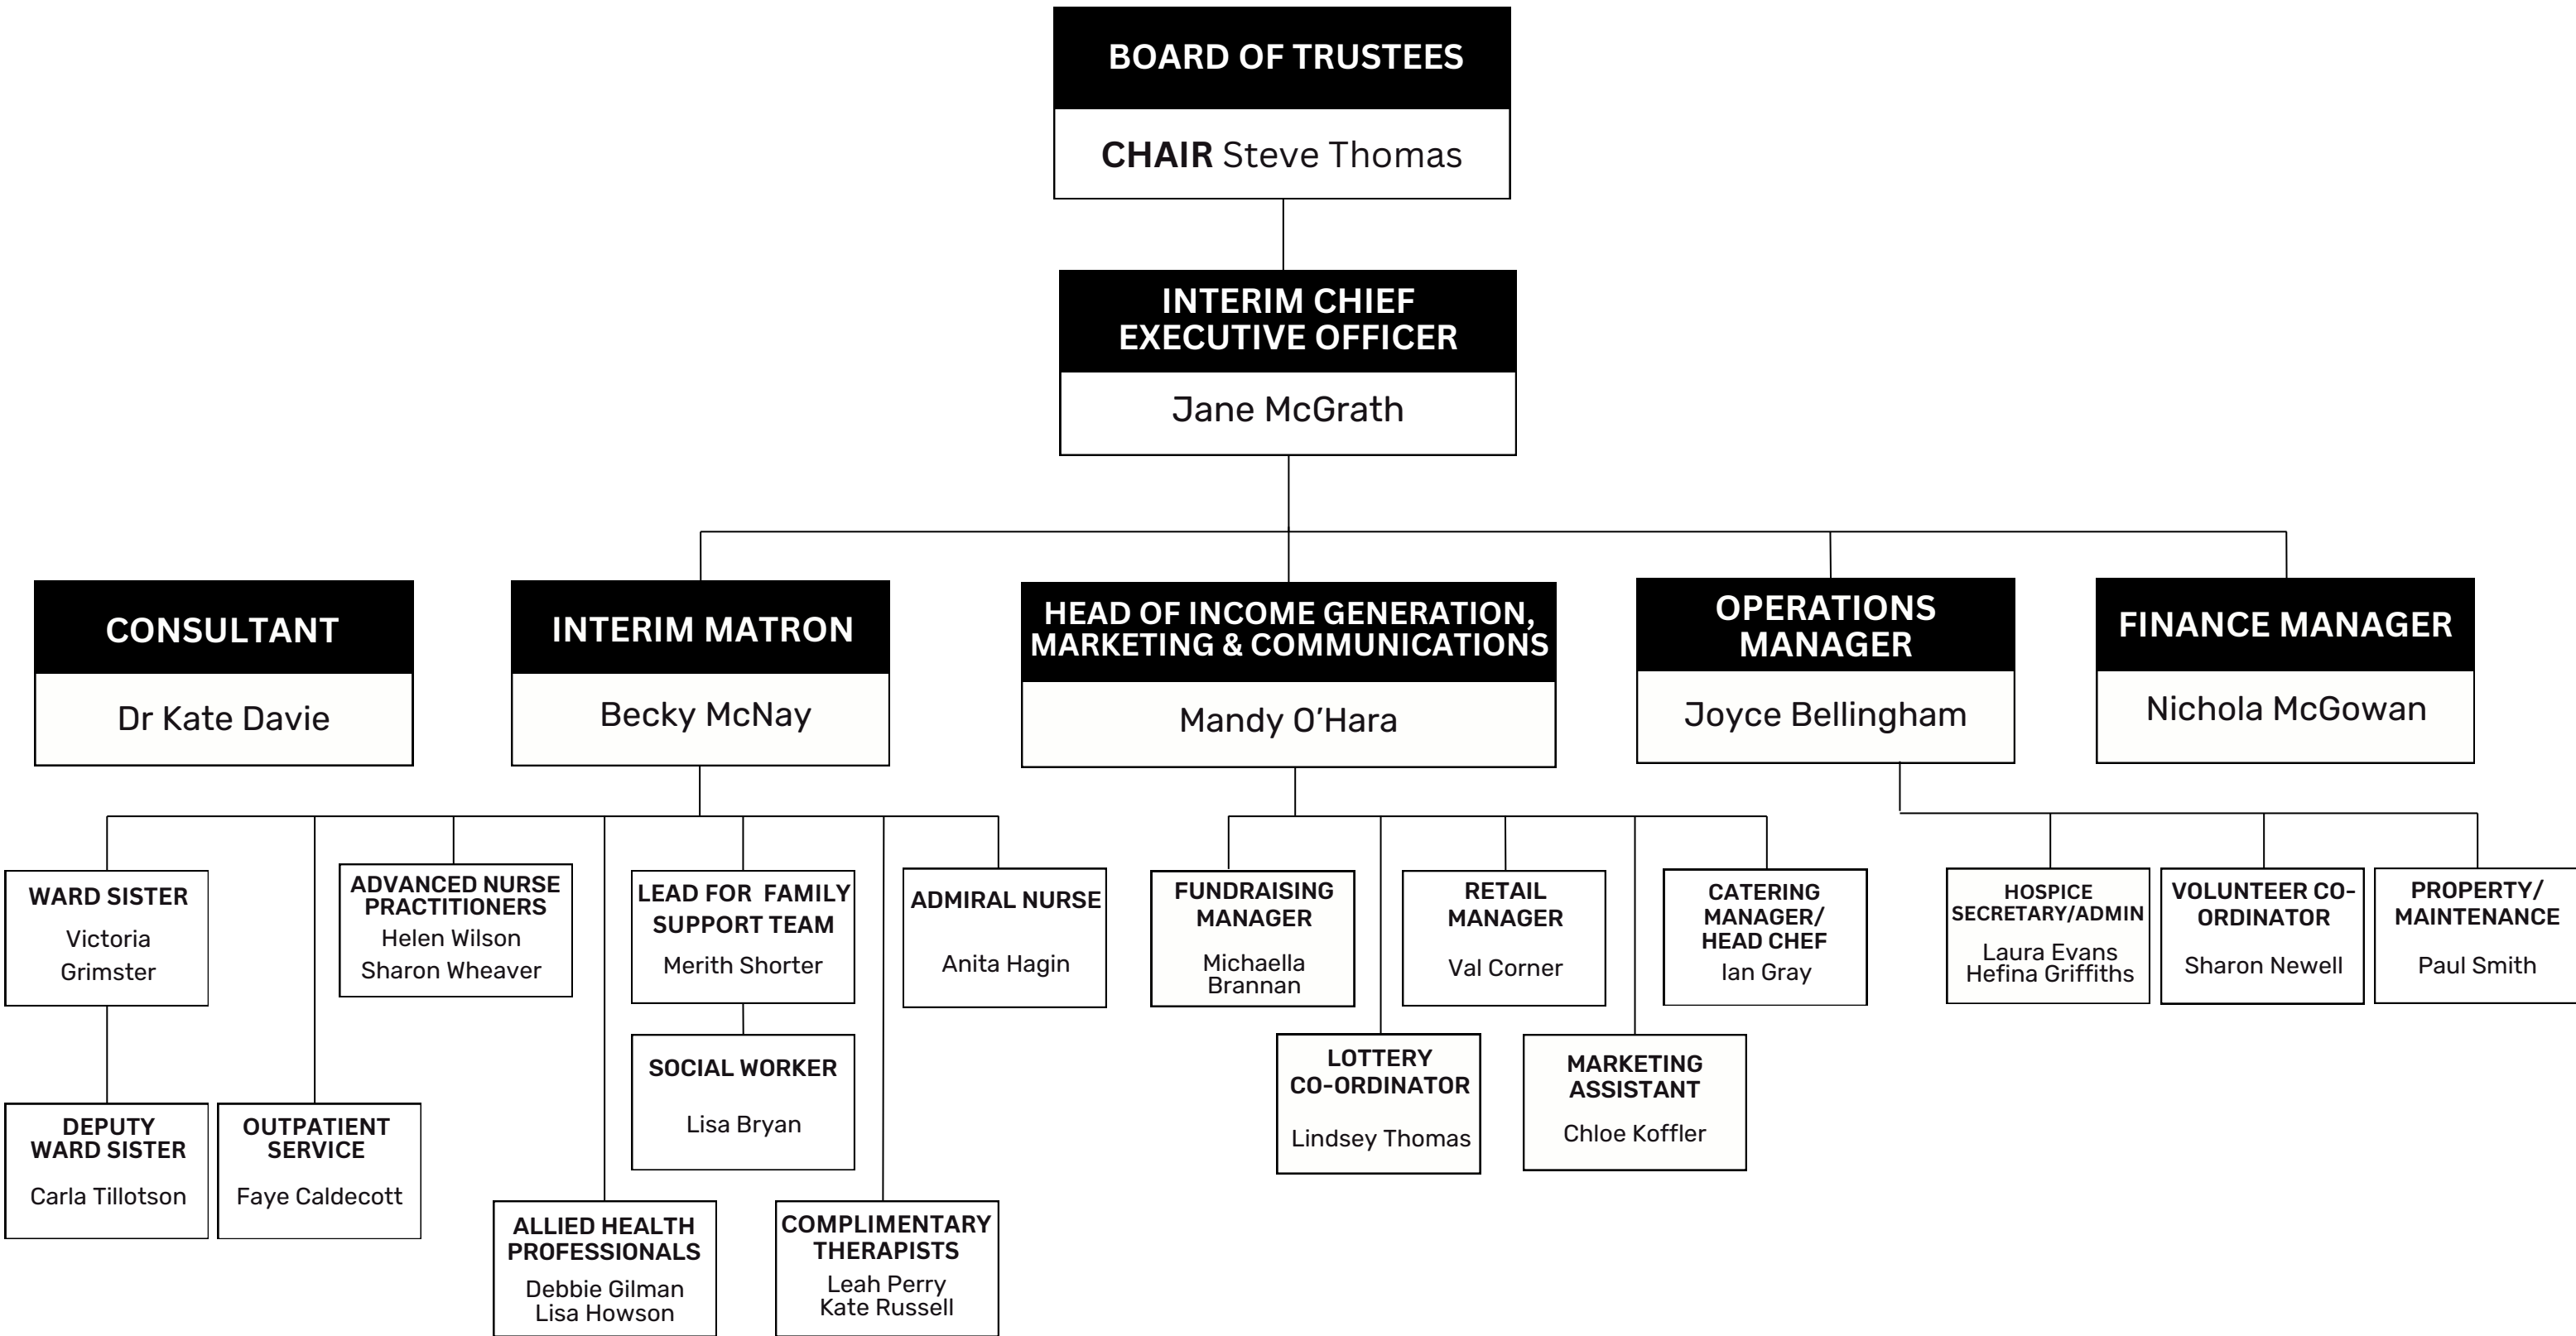 BOARD OF TRUSTEES
CHAIR Steve Thomas
INTERIM CHIEF
EXECUTIVE OFFICER
Jane McGrath
CONSULTANT
Dr Kate Davie
INTERIM MATRON
Becky McNay
HEAD OF INCOME GENERATION,
MARKETING & COMMUNICATIONS
Mandy O'Hara
OPERATIONS
MANAGER
Joyce Bellingham
FINANCE MANAGER
Nichola McGowan
WARD SISTER
Victoria
Grimster
ADVANCED NURSE
PRACTITIONERS
Helen Wilson
Sharon Wheaver
LEAD FOR FAMILY
SUPPORT TEAM
Merith Shorter
ADMIRAL NURSE
Anita Hagin
FUNDRAISING
MANAGER
Michaella
Brannan
RETAIL
MANAGER
Val Corner
CATERING
MANAGER/
HEAD CHEF
Ian Gray
HOSPICE
SECRETARY/ADMIN
Laura Evans
Hefina Griffiths
VOLUNTEER CO-
ORDINATOR
Sharon Newell
PROPERTY/
MAINTENANCE
Paul Smith
DEPUTY
WARD SISTER
Carla Tillotson
OUTPATIENT
SERVICE
Faye Caldecott
SOCIAL WORKER
Lisa Bryan
LOTTERY
CO-ORDINATOR
Lindsey Thomas
MARKETING
ASSISTANT
Chloe Koffler
ALLIED HEALTH
PROFESSIONALS
Debbie Gilman
Lisa Howson
COMPLIMENTARY
THERAPISTS
Leah Perry
Kate Russell